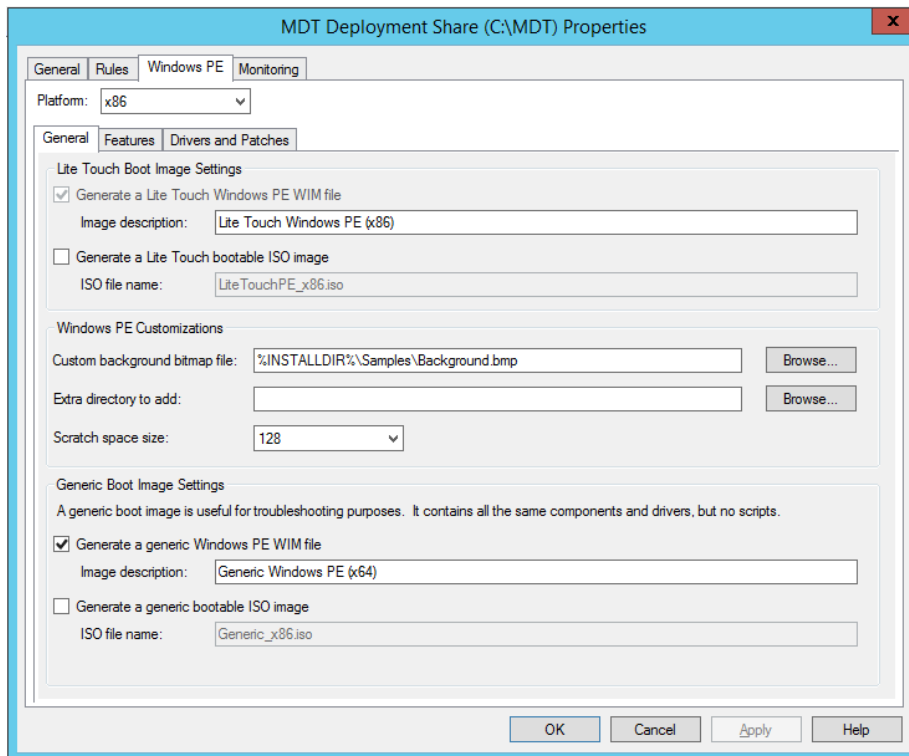 MDT Deployment Share (C:\MDT) Properties
x
General Rules Windows PE Monitoring
Platform: x86
General Features Drivers and Patches
Lite Touch Boot Image Settings
Generate a Lite Touch Windows PE WIM file
Image description: Lite Touch Windows PE (x86)
Generate a Lite Touch bootable ISO image
ISO file name: LiteTouchPE_x86.iso
Windows PE Customizations
Custom background bitmap file: %INSTALLDIR%\Samples\Background.bmp Browse...
Extra directory to add: Browse...
Scratch space size: 128
Generic Boot Image Settings
A generic boot image is useful for troubleshooting purposes. It contains all the same components and drivers, but no scripts.
Generate a generic Windows PE WIM file
Image description: Generic Windows PE (x64)
Generate a generic bootable ISO image
ISO file name: Generic_x86.iso
OK Cancel Apply Help